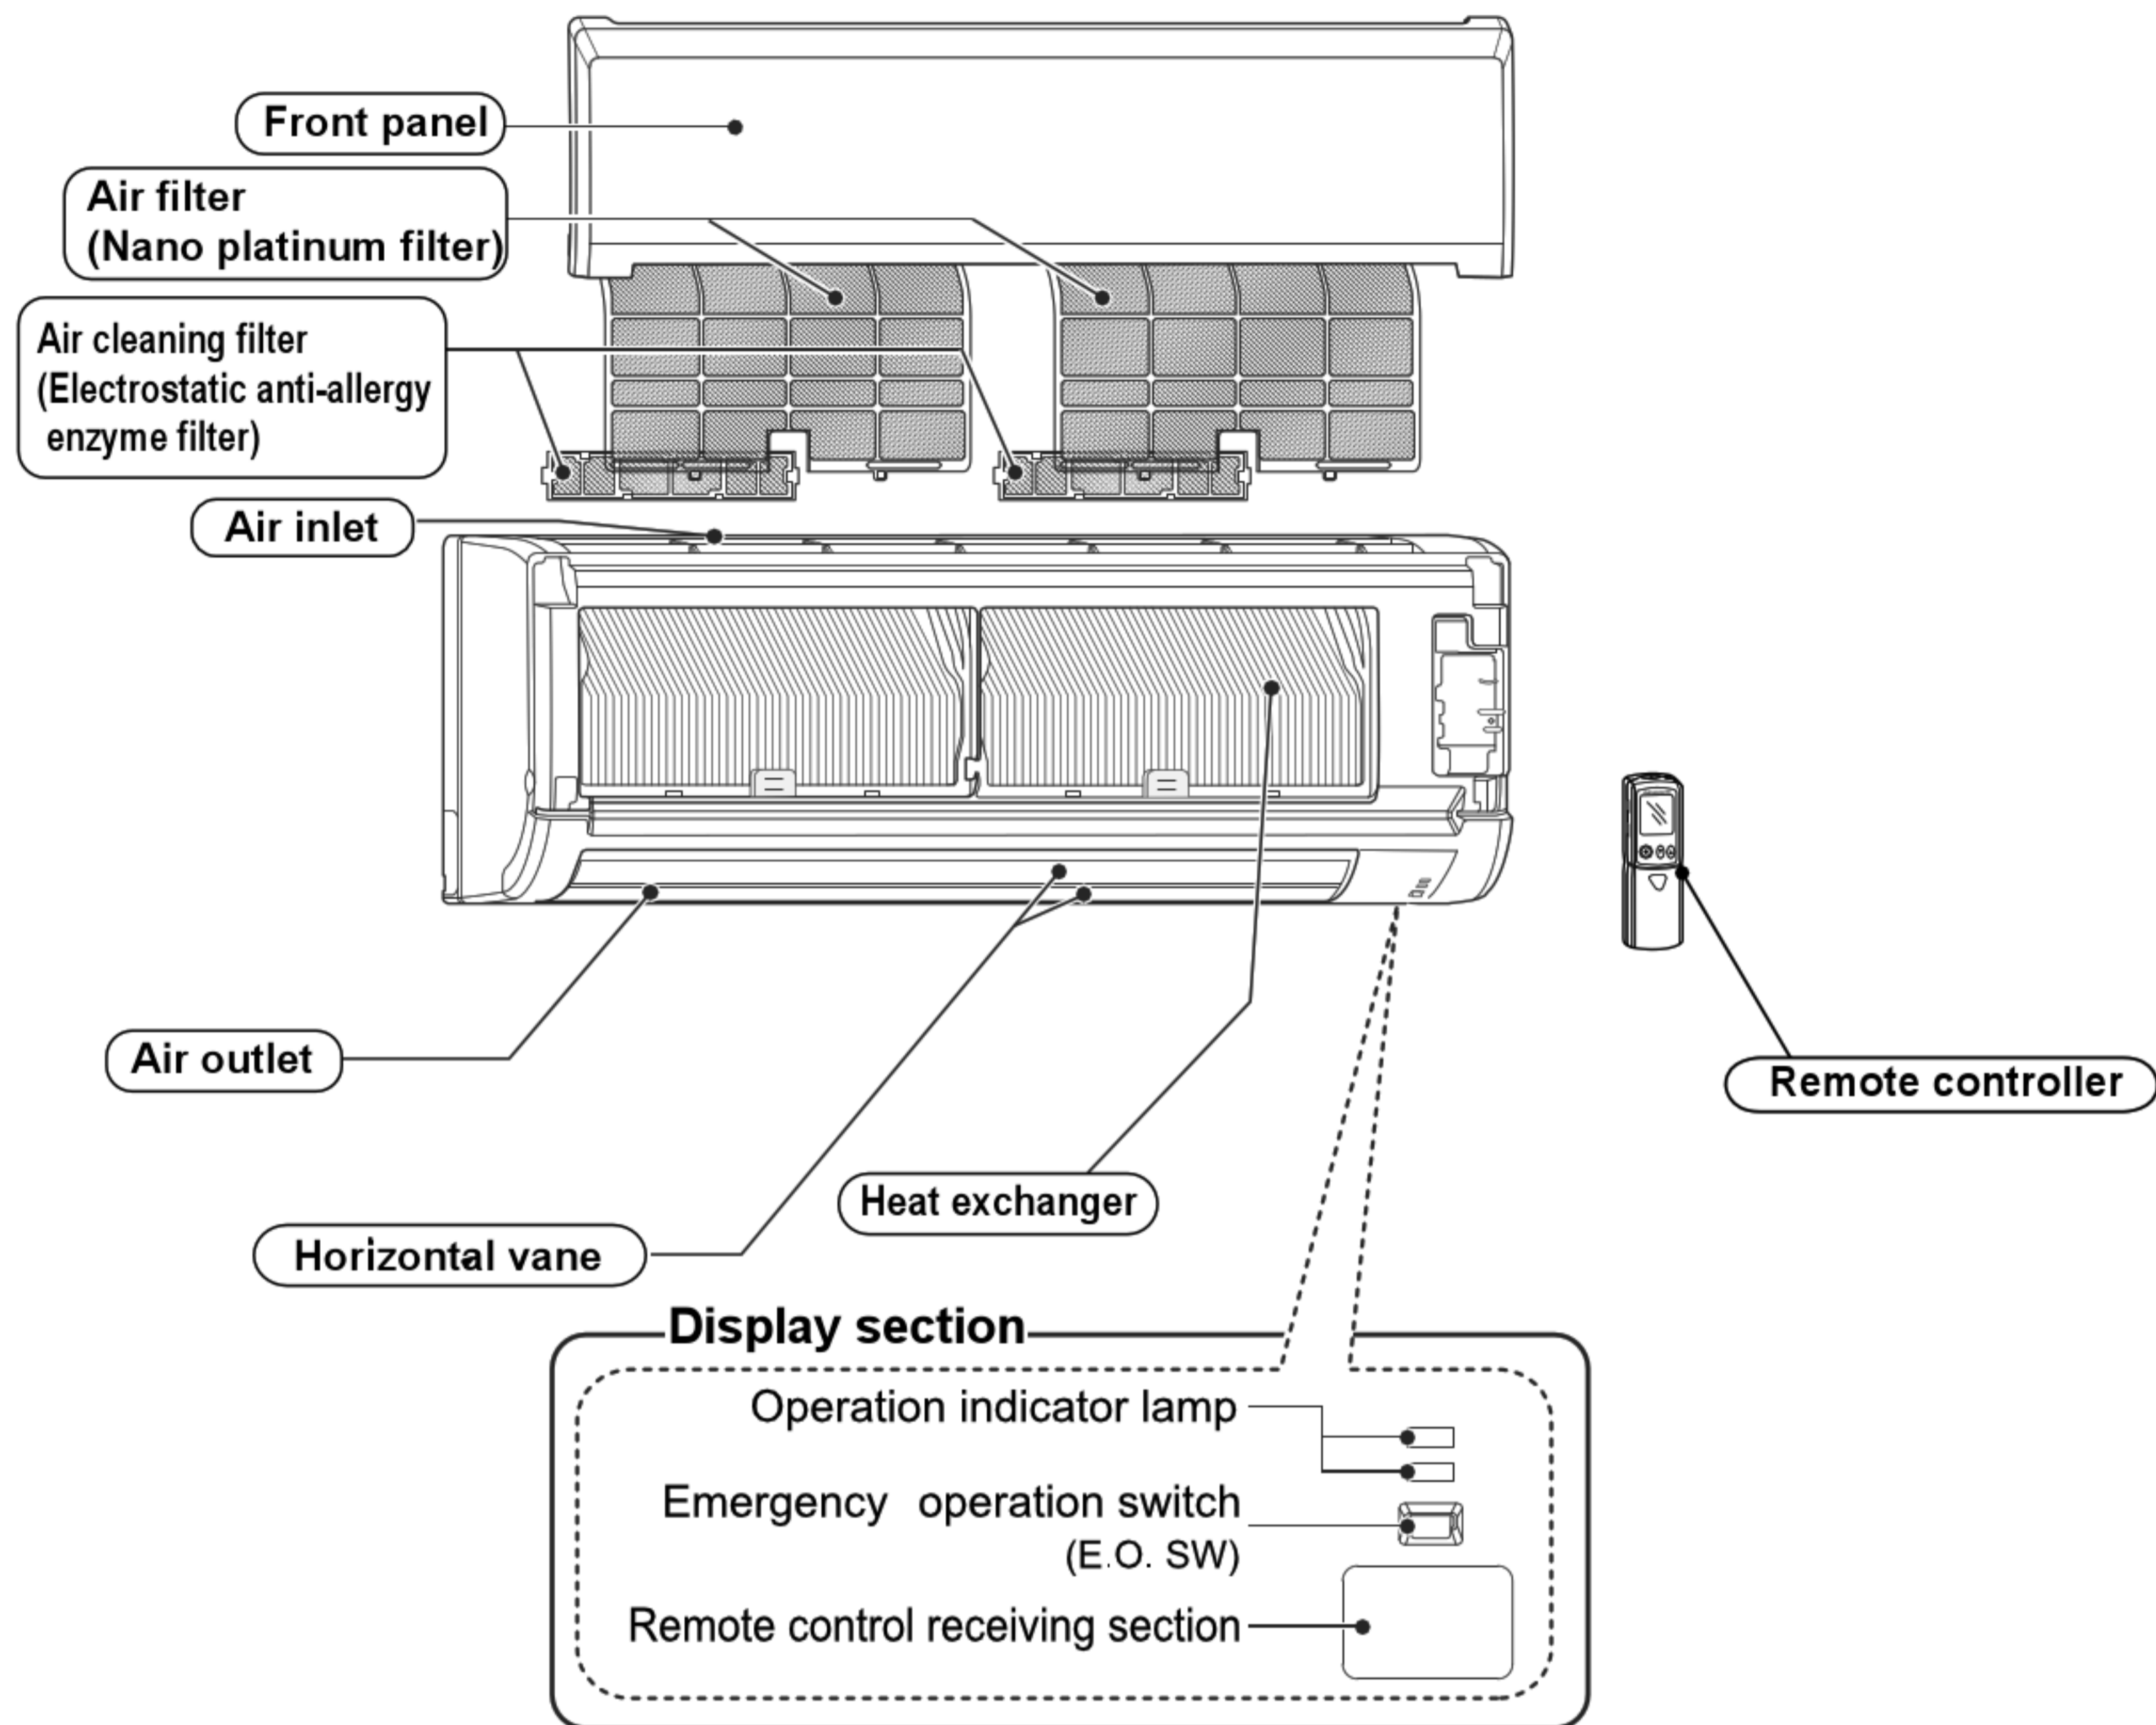 Front panel
Air filter
(Nano platinum filter)
Air cleaning filter
(Electrostatic anti-allergy
enzyme filter)
Air inlet
Air outlet
Remote controller
Heat exchanger
Horizontal vane
Display section
Operation indicator lamp
Emergency operation switch
(E.O. SW)
Remote control receiving section